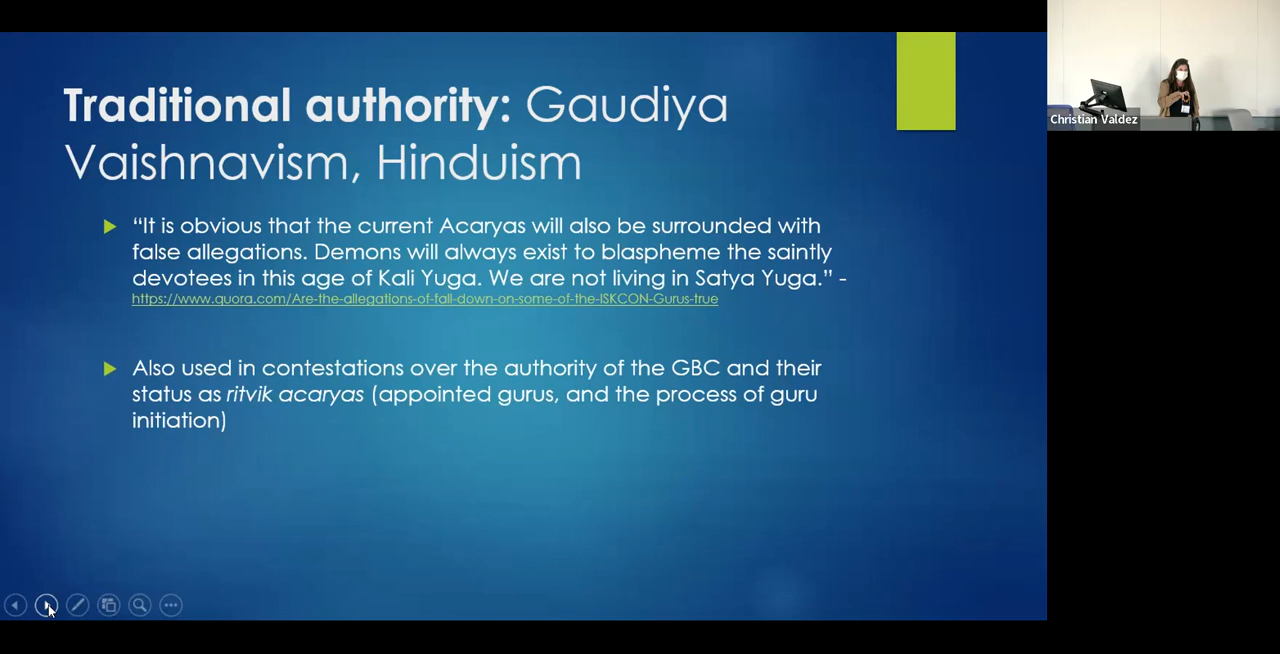 Traditional authority: Gaudiya
Vaishnavism, Hinduism
“It is obvious that the current Acaryas will also be surrounded with
false allegations. Demons will always exist to blaspheme the saintly
devotees in this age of Kali Yuga. We are not living in Satya Yuga.” -
https://www.quora.com/Are-the-allegations-of-fall-down-on-some-of-the-ISKCON-Gurus-true
Also used in contestations over the authority of the GBC and their
status as ritvik acaryas (appointed gurus, and the process of guru
initiation)
Christian Valdez